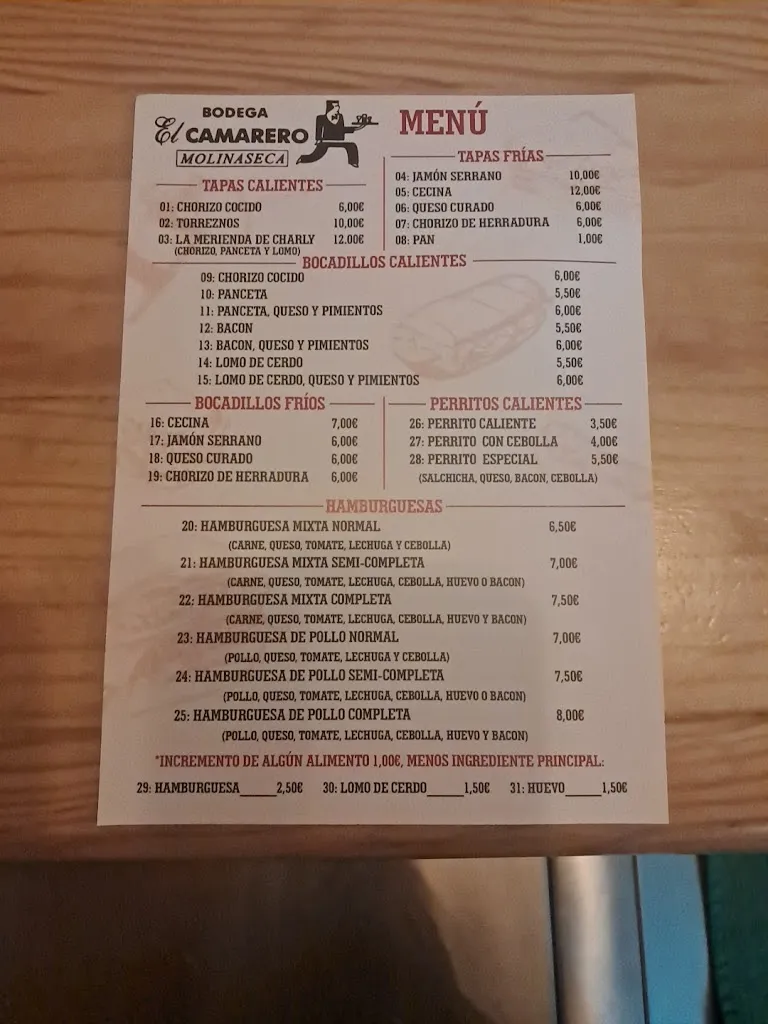 BODEGA
El CAMARERO
MOLINASECA
MENÚ
TAPAS CALIENTES
01: CHORIZO COCIDO 6,00€
02: TORREZNOS 10,00€
03: LA MERIENDA DE CHARLY 12.00€
(CHORIZO, PANCETA Y LOMO)
TAPAS FRÍAS
04: JAMÓN SERRANO 10,00€
05: CECINA 12,00€
06: QUESO CURADO 6,00€
07: CHORIZO DE HERRADURA 6,00€
08: PAN 1,00€
BOCADILLOS CALIENTES
09: CHORIZO COCIDO 6,00€
10: PANCETA 5,50€
11: PANCETA, QUESO Y PIMIENTOS 6,00€
12: BACON 5,50€
13: BACON, QUESO Y PIMIENTOS 6,00€
14: LOMO DE CERDO 5,50€
15: LOMO DE CERDO, QUESO Y PIMIENTOS 6,00€
BOCADILLOS FRÍOS
16: CECINA 7,00€
17: JAMÓN SERRANO 6,00€
18: QUESO CURADO 6,00€
19: CHORIZO DE HERRADURA 6,00€
PERRITOS CALIENTES
26: PERRITO CALIENTE 3,50€
27: PERRITO CON CEBOLLA 4,00€
28: PERRITO ESPECIAL 5,50€
(SALCHICHA, QUESO, BACON, CEBOLLA)
HAMBURGUESAS
20: HAMBURGUESA MIXTA NORMAL 6,50€
(CARNE, QUESO, TOMATE, LECHUGA Y CEBOLLA)
21: HAMBURGUESA MIXTA SEMI-COMPLETA 7,00€
(CARNE, QUESO, TOMATE, LECHUGA, CEBOLLA, HUEVO O BACON)
22: HAMBURGUESA MIXTA COMPLETA 7,50€
(CARNE, QUESO, TOMATE, LECHUGA, CEBOLLA, HUEVO Y BACON)
23: HAMBURGUESA DE POLLO NORMAL 7,00€
(POLLO, QUESO, TOMATE, LECHUGA Y CEBOLLA)
24: HAMBURGUESA DE POLLO SEMI-COMPLETA 7,50€
(POLLO, QUESO, TOMATE, LECHUGA, CEBOLLA, HUEVO O BACON)
25: HAMBURGUESA DE POLLO COMPLETA 8,00€
(POLLO, QUESO, TOMATE, LECHUGA, CEBOLLA, HUEVO Y BACON)
*INCREMENTO DE ALGÚN ALIMENTO 1,00€, MENOS INGREDIENTE PRINCIPAL:
29: HAMBURGUESA______2,50€ 30: LOMO DE CERDO______1,50€ 31: HUEVO______1,50€